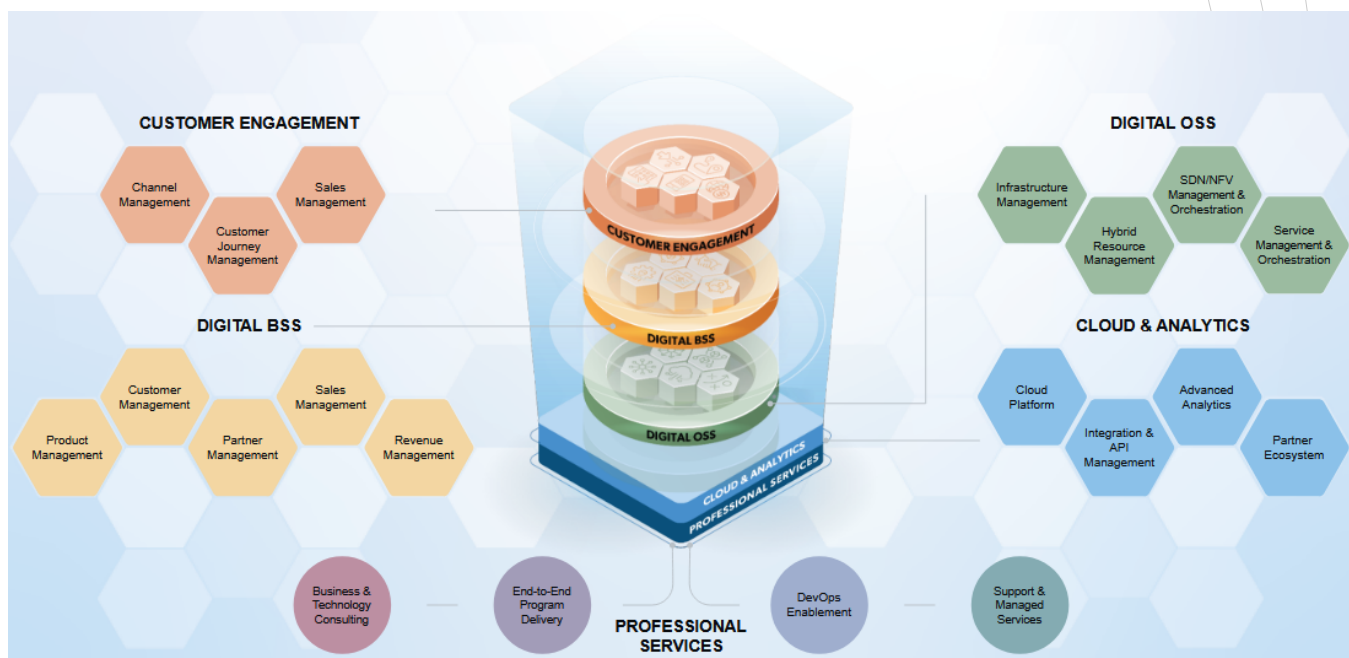 CUSTOMER ENGAGEMENT
Channel
Management
Sales
Management
Customer
Journey
Management
DIGITAL BSS
Customer
Management
Sales
Management
Product
Management
Partner
Management
Revenue
Management
CUSTOMER ENGAGEMENT
DIGITAL BSS
DIGITAL OSS
CLOUD & ANALYTICS
PROFESSIONAL SERVICES
DIGITAL OSS
Infrastructure
Management
SDN/NFV
Management &
Orchestration
Hybrid
Resource
Management
Service
Management &
Orchestration
CLOUD & ANALYTICS
Cloud
Platform
Advanced
Analytics
Integration &
API
Management
Partner
Ecosystem
Business &
Technology
Consulting
End-to-End
Program
Delivery
PROFESSIONAL
SERVICES
DevOps
Enablement
Support &
Managed
Services